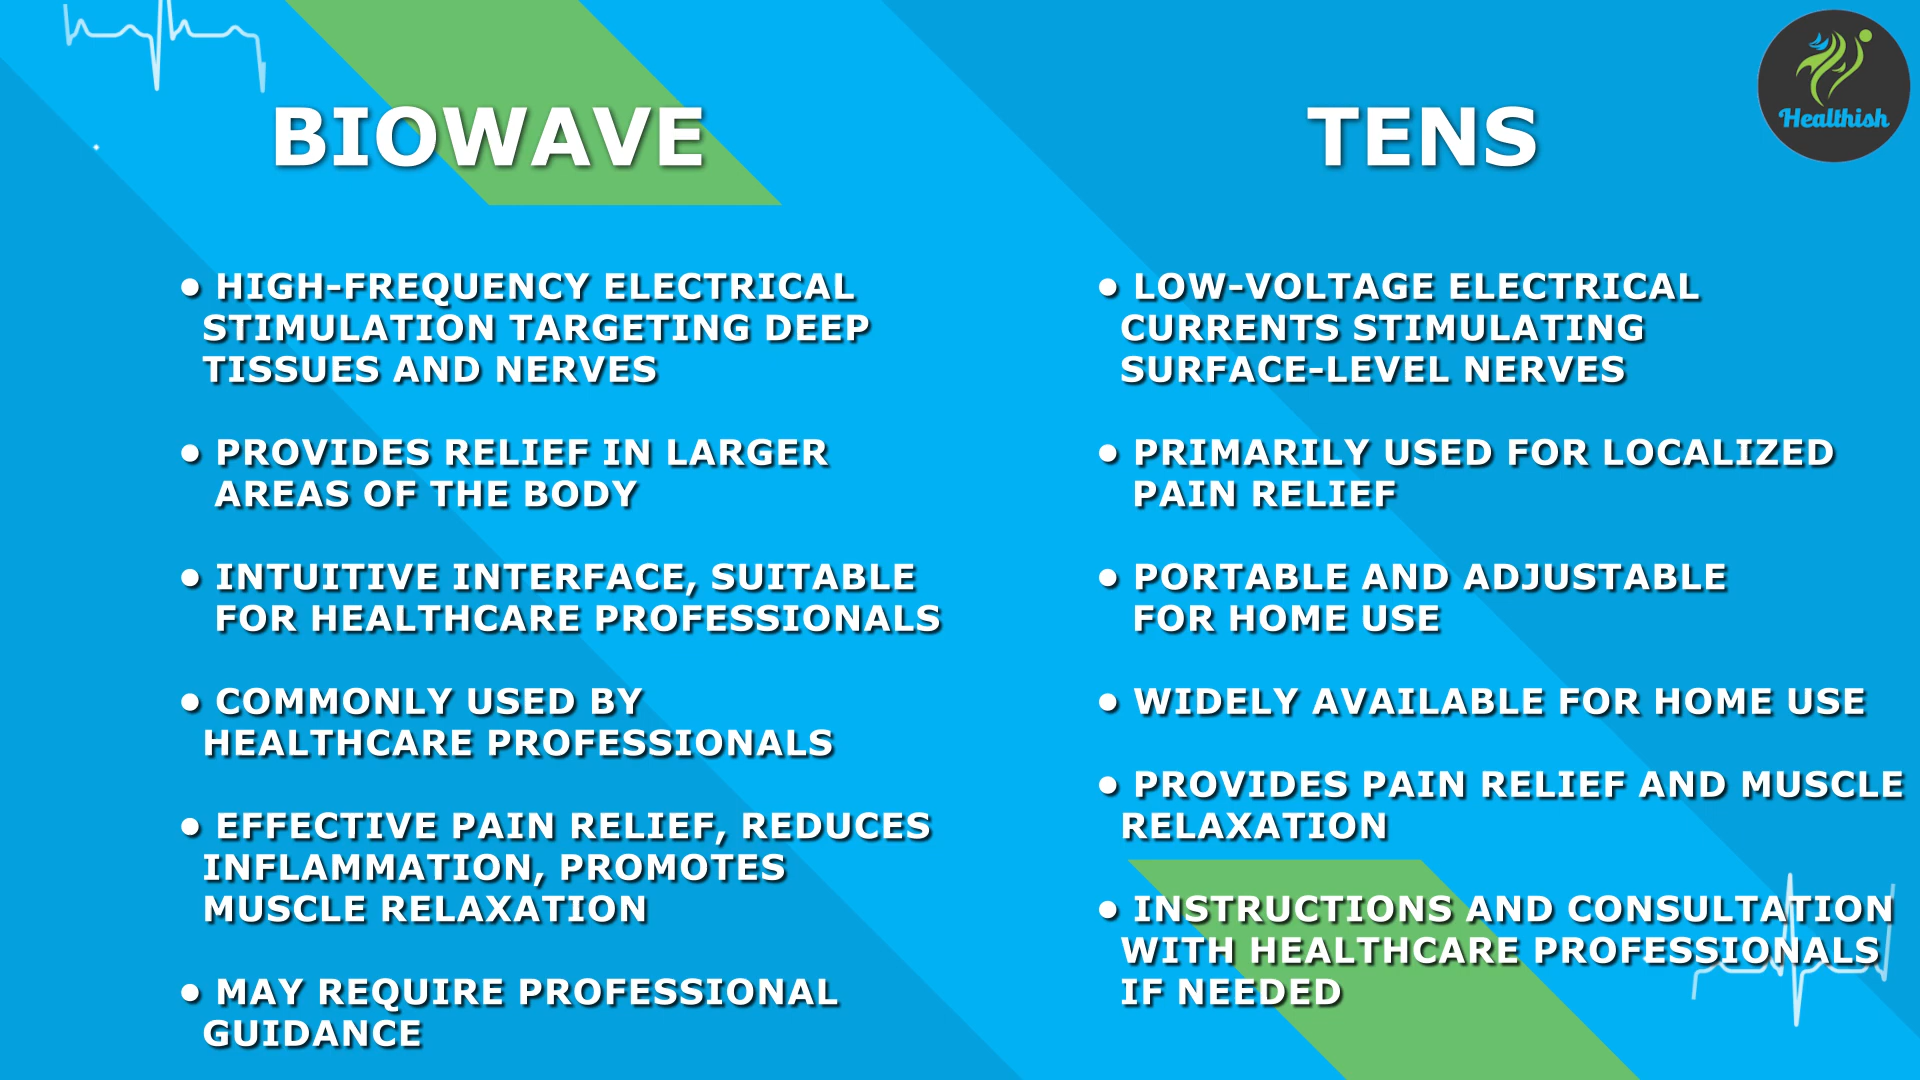 BIOWAVE
● HIGH-FREQUENCY ELECTRICAL
STIMULATION TARGETING DEEP
TISSUES AND NERVES
● PROVIDES RELIEF IN LARGER
AREAS OF THE BODY
● INTUITIVE INTERFACE, SUITABLE
FOR HEALTHCARE PROFESSIONALS
● COMMONLY USED BY
HEALTHCARE PROFESSIONALS
● EFFECTIVE PAIN RELIEF, REDUCES
INFLAMMATION, PROMOTES
MUSCLE RELAXATION
● MAY REQUIRE PROFESSIONAL
GUIDANCE
TENS
● LOW-VOLTAGE ELECTRICAL
CURRENTS STIMULATING
SURFACE-LEVEL NERVES
● PRIMARILY USED FOR LOCALIZED
PAIN RELIEF
● PORTABLE AND ADJUSTABLE
FOR HOME USE
● WIDELY AVAILABLE FOR HOME USE
● PROVIDES PAIN RELIEF AND MUSCLE
RELAXATION
● INSTRUCTIONS AND CONSULTATION
WITH HEALTHCARE PROFESSIONALS
IF NEEDED
Healthish